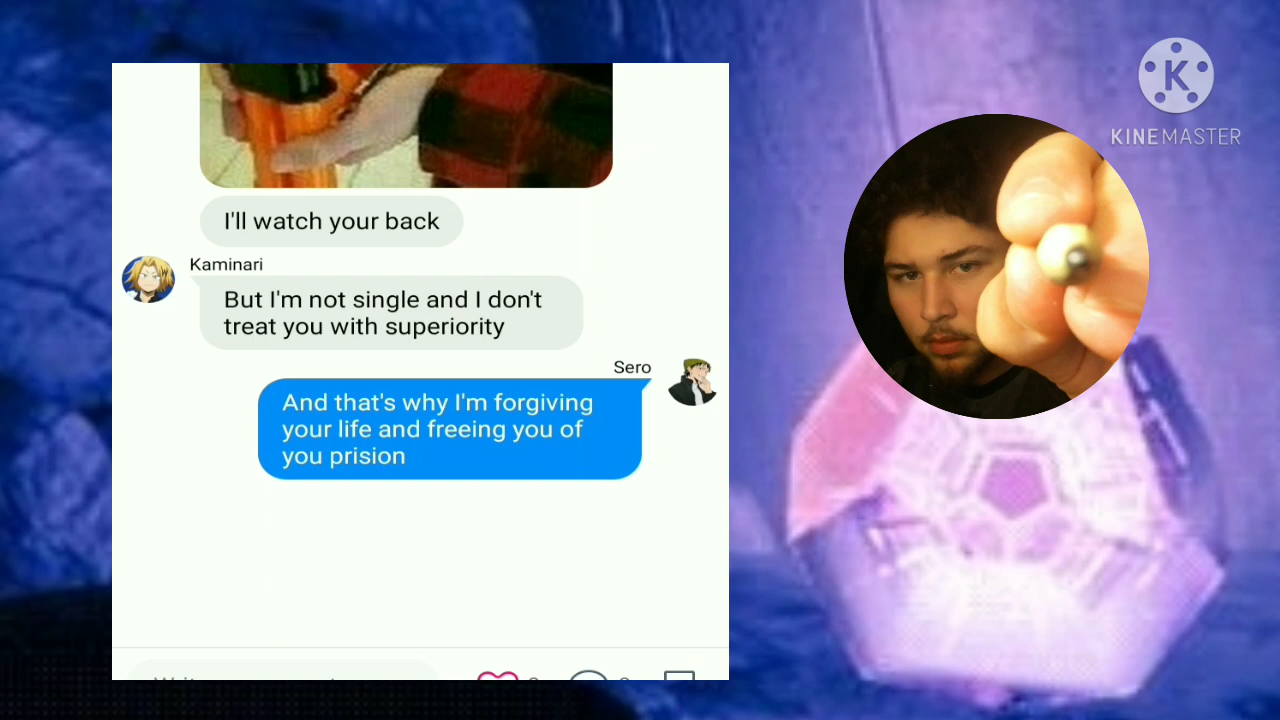 I'll watch your back
Kaminari
But I'm not single and I don't
treat you with superiority
Sero
And that's why I'm forgiving
your life and freeing you of
you prision
K
KINEMASTER